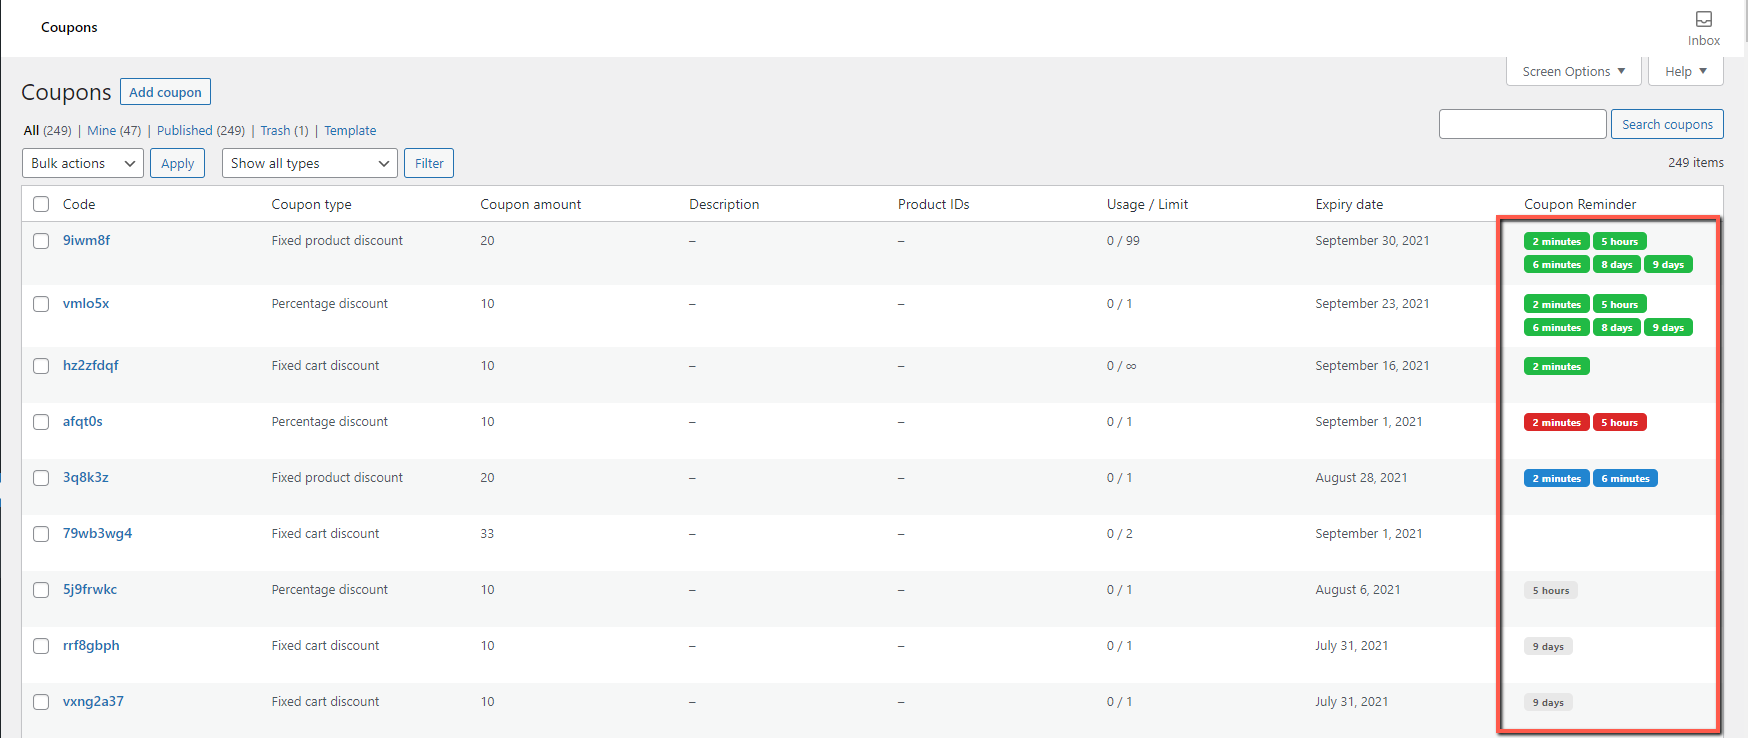 Coupons
Inbox
Screen Options ▼ Help ▼
Coupons Add coupon
All (249) | Mine (47) | Published (249) | Trash (1) | Template
Search coupons
Bulk actions Apply Show all types Filter
249 items
Code Coupon type Coupon amount Description Product IDs Usage / Limit Expiry date Coupon Reminder
9iwm8f Fixed product discount 20 – – 0 / 99 September 30, 2021 2 minutes 5 hours
6 minutes 8 days 9 days
vmlo5x Percentage discount 10 – – 0 / 1 September 23, 2021 2 minutes 5 hours
6 minutes 8 days 9 days
hz2zfdqf Fixed cart discount 10 – – 0 / ∞ September 16, 2021 2 minutes
afqt0s Percentage discount 10 – – 0 / 1 September 1, 2021 2 minutes 5 hours
3q8k3z Fixed product discount 20 – – 0 / 1 August 28, 2021 2 minutes 6 minutes
79wb3wg4 Fixed cart discount 33 – – 0 / 2 September 1, 2021
5j9frwkc Percentage discount 10 – – 0 / 1 August 6, 2021 5 hours
rrf8gbph Fixed cart discount 10 – – 0 / 1 July 31, 2021 9 days
vxng2a37 Fixed cart discount 10 – – 0 / 1 July 31, 2021 9 days